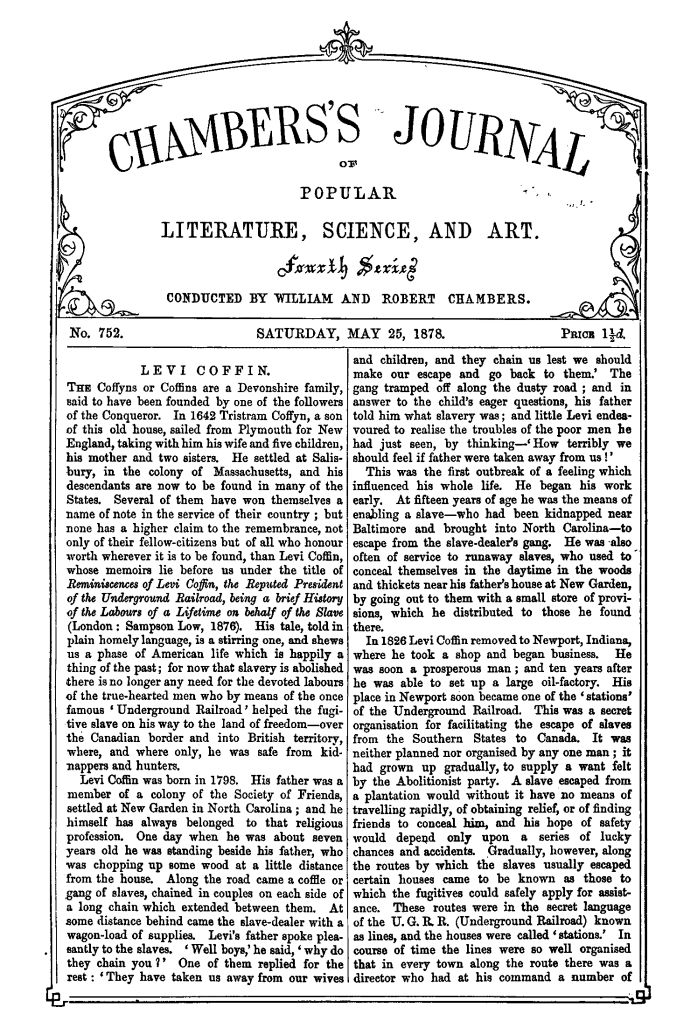 CHAMBERS'S JOURNAL
OF
POPULAR
LITERATURE, SCIENCE, AND ART.
Fourth Series
CONDUCTED BY WILLIAM AND ROBERT CHAMBERS.
No. 752. SATURDAY, MAY 25, 1878. PRICE 1½d.
LEVI COFFIN.
THE Coffyns or Coffins are a Devonshire family,
said to have been founded by one of the followers
of the Conqueror. In 1642 Tristram Coffyn, a son
of this old house, sailed from Plymouth for New
England, taking with him his wife and five children,
his mother and two sisters. He settled at Salis-
bury, in the colony of Massachusetts, and his
descendants are now to be found in many of the
States. Several of them have won themselves a
name of note in the service of their country; but
none has a higher claim to the remembrance, not
only of their fellow-citizens but of all who honour
worth wherever it is to be found, than Levi Coffin,
whose memoirs lie before us under the title of
Reminiscences of Levi Coffin, the Reputed President
of the Underground Railroad, being a brief History
of the Labours of a Lifetime on behalf of the Slave
(London: Sampson Low, 1876). His tale, told in
plain homely language, is a stirring one, and shews
us a phase of American life which is happily a
thing of the past; for now that slavery is abolished
there is no longer any need for the devoted labours
of the true-hearted men who by means of the once
famous 'Underground Railroad' helped the fugi-
tive slave on his way to the land of freedom—over
the Canadian border and into British territory,
where, and where only, he was safe from kid-
nappers and hunters.
Levi Coffin was born in 1798. His father was a
member of a colony of the Society of Friends,
settled at New Garden in North Carolina; and he
himself has always belonged to that religious
profession. One day when he was about seven
years old he was standing beside his father, who
was chopping up some wood at a little distance
from the house. Along the road came a coffle or
gang of slaves, chained in couples on each side of
a long chain which extended between them. At
some distance behind came the slave-dealer with a
wagon-load of supplies. Levi's father spoke plea-
santly to the slaves. 'Well boys,' he said, 'why do
they chain you?' One of them replied for the
rest: 'They have taken us away from our wives
and children, and they chain us lest we should
make our escape and go back to them.' The
gang tramped off along the dusty road; and in
answer to the child's eager questions, his father
told him what slavery was; and little Levi endea-
voured to realise the troubles of the poor men he
had just seen, by thinking—'How terribly we
should feel if father were taken away from us!'
This was the first outbreak of a feeling which
influenced his whole life. He began his work
early. At fifteen years of age he was the means of
enabling a slave—who had been kidnapped near
Baltimore and brought into North Carolina—to
escape from the slave-dealer's gang. He was also
often of service to runaway slaves, who used to
conceal themselves in the daytime in the woods
and thickets near his father's house at New Garden,
by going out to them with a small store of provi-
sions, which he distributed to those he found
there.
In 1826 Levi Coffin removed to Newport, Indiana,
where he took a shop and began business. He
was soon a prosperous man; and ten years after
he was able to set up a large oil-factory. His
place in Newport soon became one of the 'stations'
of the Underground Railroad. This was a secret
organisation for facilitating the escape of slaves
from the Southern States to Canada. It was
neither planned nor organised by any one man; it
had grown up gradually, to supply a want felt
by the Abolitionist party. A slave escaped from
a plantation would without it have no means of
travelling rapidly, of obtaining relief, or of finding
friends to conceal him, and his hope of safety
would depend only upon a series of lucky
chances and accidents. Gradually, however, along
the routes by which the slaves usually escaped
certain houses came to be known as those to
which the fugitives could safely apply for assist-
ance. These routes were in the secret language
of the U. G. R. R. (Underground Railroad) known
as lines, and the houses were called 'stations.' In
course of time the lines were so well organised
that in every town along the route there was a
director who had at his command a number of